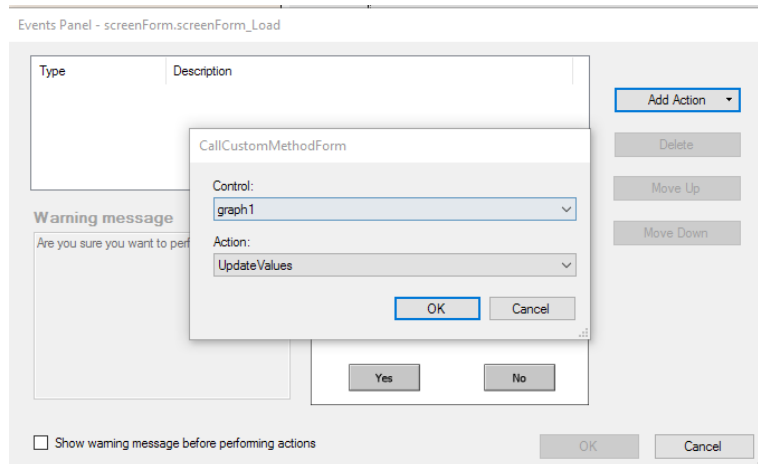 Events Panel - screenForm.screenForm_Load
Type Description
Add Action
Delete
Move Up
Move Down
CallCustomMethodForm
Control:
graph1
Action:
UpdateValues
OK Cancel
Warning message
Are you sure you want to perf
Yes No
Show warning message before performing actions
OK Cancel